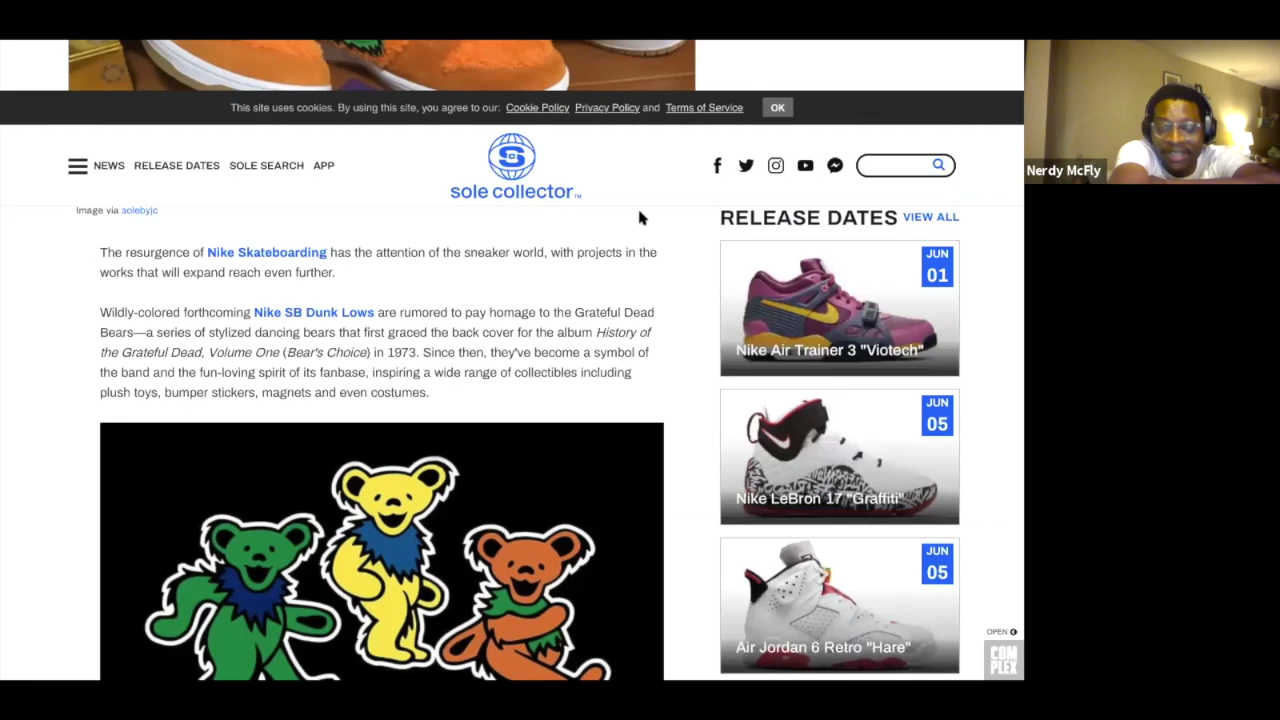 This site uses cookies. By using this site, you agree to our: Cookie Policy Privacy Policy and Terms of Service OK
NEWS RELEASE DATES SOLE SEARCH APP
sole collector™
Nerdy McFly
Image via solebyjc
The resurgence of Nike Skateboarding has the attention of the sneaker world, with projects in the
works that will expand reach even further.
Wildly-colored forthcoming Nike SB Dunk Lows are rumored to pay homage to the Grateful Dead
Bears—a series of stylized dancing bears that first graced the back cover for the album History of
the Grateful Dead, Volume One (Bear's Choice) in 1973. Since then, they've become a symbol of
the band and the fun-loving spirit of its fanbase, inspiring a wide range of collectibles including
plush toys, bumper stickers, magnets and even costumes.
RELEASE DATES VIEW ALL
JUN
01
Nike Air Trainer 3 "Viotech"
JUN
05
Nike LeBron 17 "Graffiti"
JUN
05
Air Jordan 6 Retro "Hare"
OPEN
COM
PLEX